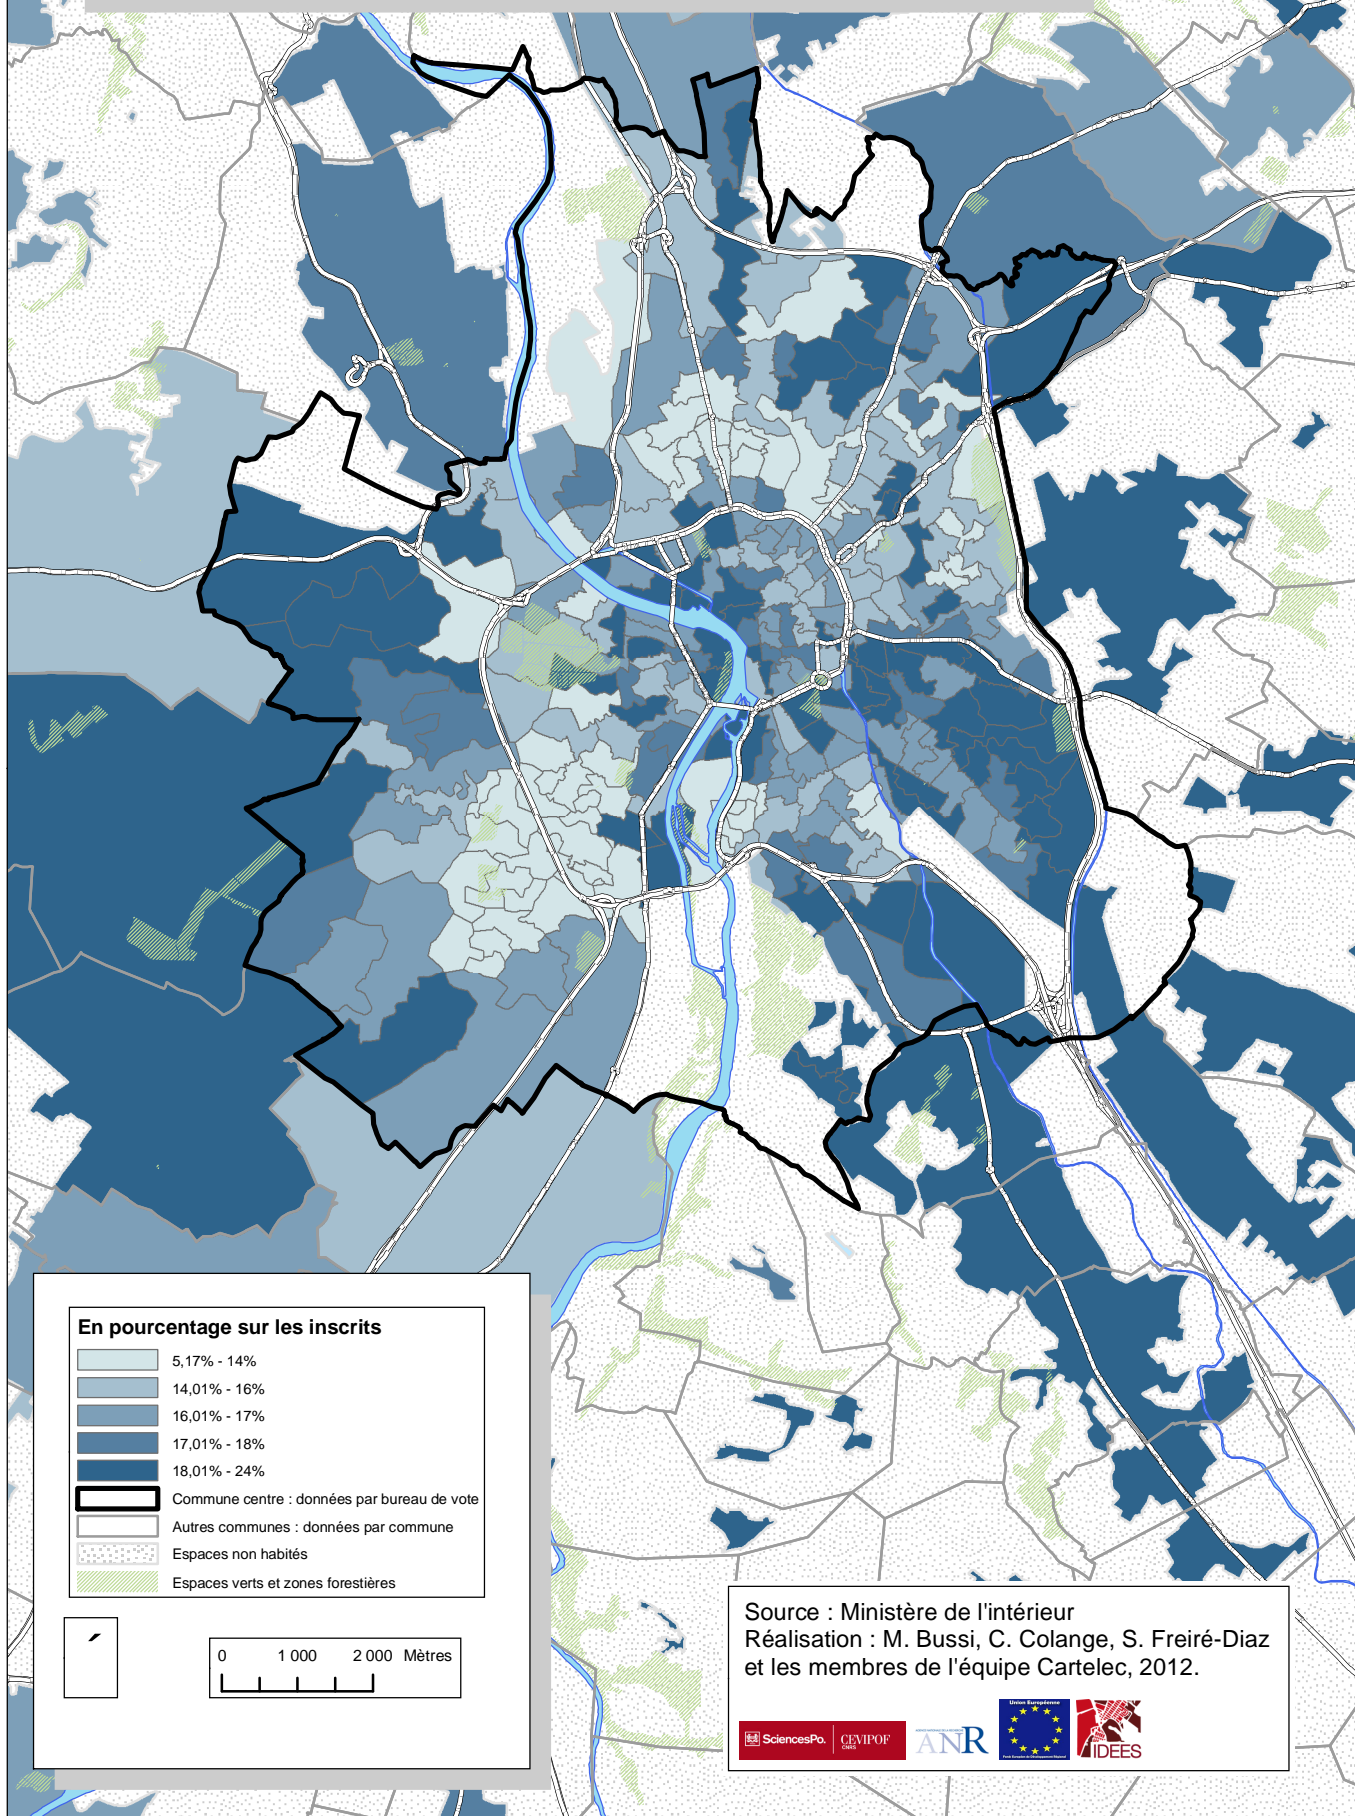 En pourcentage sur les inscrits
5,17% - 14%
14,01% - 16%
16,01% - 17%
17,01% - 18%
18,01% - 24%
Commune centre : données par bureau de vote
Autres communes : données par commune
Espaces non habités
Espaces verts et zones forestières
0 1 000 2 000 Mètres
Source : Ministère de l'intérieur
Réalisation : M. Bussi, C. Colange, S. Freiré-Diaz
et les membres de l'équipe Cartelec, 2012.
SciencesPo. CEVIPOF
CNRS
ANR
Union Européenne
IDEES